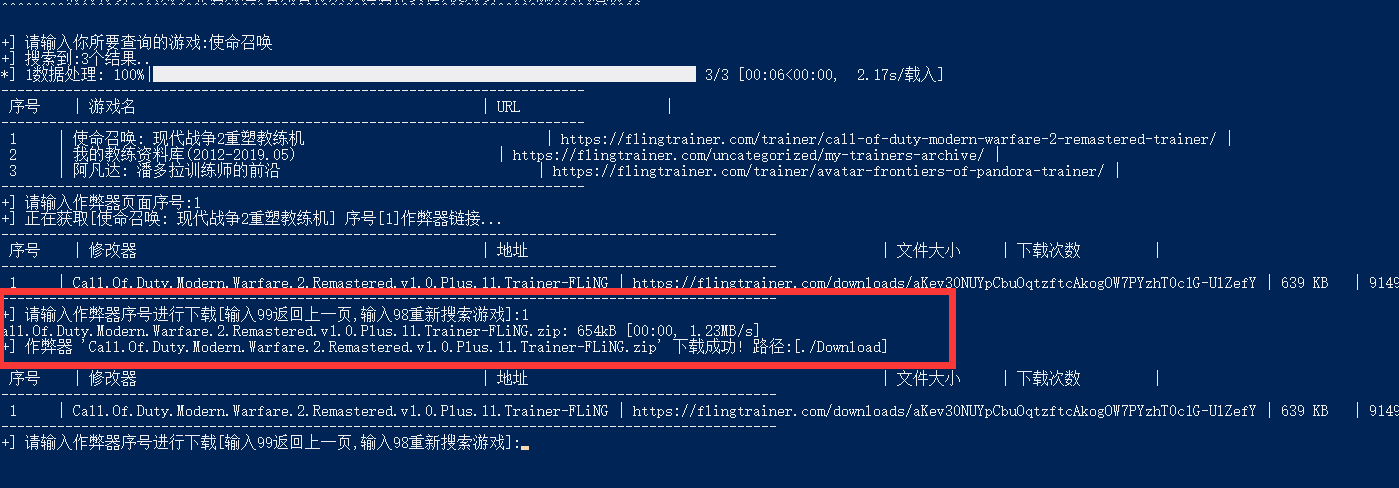 +] 请输入你所要查询的游戏:使命召唤
+] 搜索到:3个结果..
*] 1数据处理: 100%| 3/3 [00:06<00:00, 2.17s/载入]
序号 | 游戏名 | URL |
1 | 使命召唤: 现代战争2重塑教练机 | https://flingtrainer.com/trainer/call-of-duty-modern-warfare-2-remastered-trainer/ |
2 | 我的教练资料库(2012-2019.05) | https://flingtrainer.com/uncategorized/my-trainers-archive/ |
3 | 阿凡达: 潘多拉训练师的前沿 | https://flingtrainer.com/trainer/avatar-frontiers-of-pandora-trainer/ |
+] 请输入作弊器页面序号:1
+] 正在获取[使命召唤: 现代战争2重塑教练机] 序号[1]作弊器链接...
序号 | 修改器 | 地址 | 文件大小 | 下载次数 |
1 | Call.Of.Duty.Modern.Warfare.2.Remastered.v1.0.Plus.11.Trainer-FLiNG | https://flingtrainer.com/downloads/aKev30NUYpCbuOqtzftcAkogOW7PYzhT0c1G-U1ZefY | 639 KB | 9149
+] 请输入作弊器序号进行下载[输入99返回上一页,输入98重新搜索游戏]:1
all.Of.Duty.Modern.Warfare.2.Remastered.v1.0.Plus.11.Trainer-FLiNG.zip: 654kB [00:00, 1.23MB/s]
+] 作弊器 'Call.Of.Duty.Modern.Warfare.2.Remastered.v1.0.Plus.11.Trainer-FLiNG.zip' 下载成功! 路径:[./Download]
序号 | 修改器 | 地址 | 文件大小 | 下载次数 |
1 | Call.Of.Duty.Modern.Warfare.2.Remastered.v1.0.Plus.11.Trainer-FLiNG | https://flingtrainer.com/downloads/aKev30NUYpCbuOqtzftcAkogOW7PYzhT0c1G-U1ZefY | 639 KB | 9149
+] 请输入作弊器序号进行下载[输入99返回上一页,输入98重新搜索游戏]: